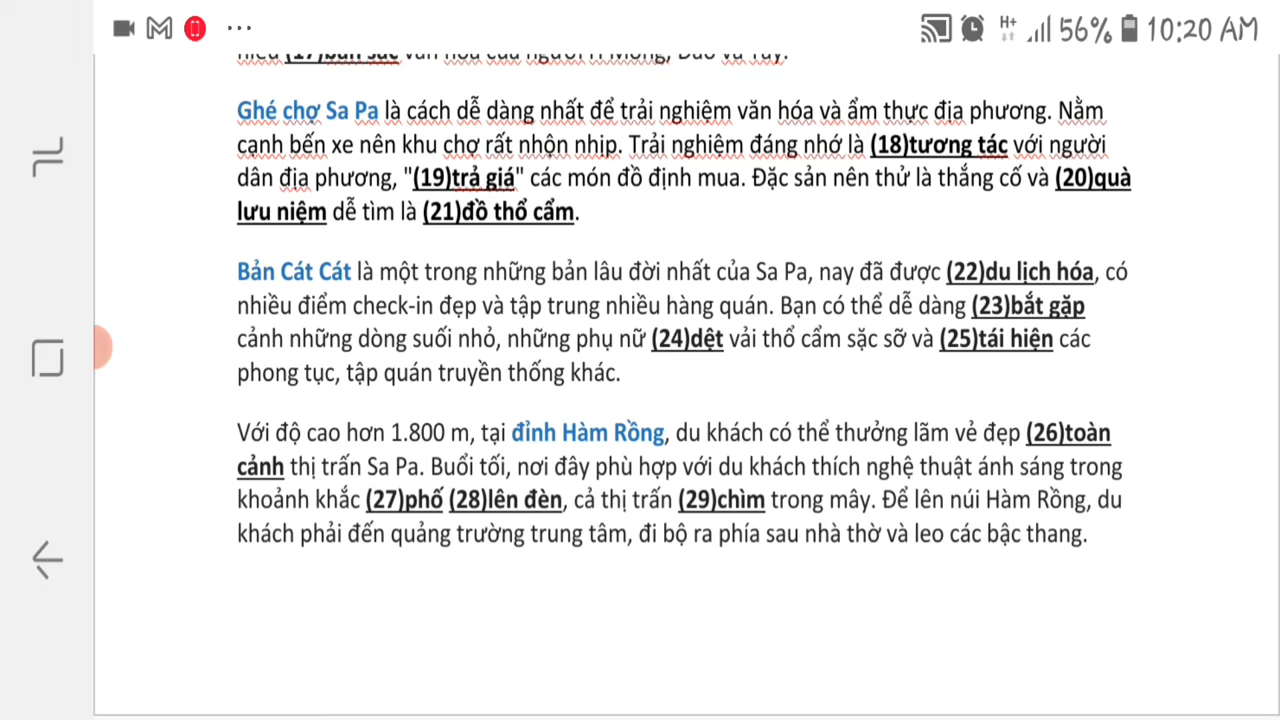 H+ 56% 10:20 AM
(17)bản sắc văn hóa của người H'Mông, Dao và Tày.
Ghé chợ Sa Pa là cách dễ dàng nhất để trải nghiệm văn hóa và ẩm thực địa phương. Nằm
cạnh bến xe nên khu chợ rất nhộn nhịp. Trải nghiệm đáng nhớ là (18)tương tác với người
dân địa phương, "(19)trả giá" các món đồ định mua. Đặc sản nên thử là thắng cố và (20)quà
lưu niệm dễ tìm là (21)đồ thổ cẩm.
Bản Cát Cát là một trong những bản lâu đời nhất của Sa Pa, nay đã được (22)du lịch hóa, có
nhiều điểm check-in đẹp và tập trung nhiều hàng quán. Bạn có thể dễ dàng (23)bắt gặp
cảnh những dòng suối nhỏ, những phụ nữ (24)dệt vải thổ cẩm sặc sỡ và (25)tái hiện các
phong tục, tập quán truyền thống khác.
Với độ cao hơn 1.800 m, tại đỉnh Hàm Rồng, du khách có thể thưởng lãm vẻ đẹp (26)toàn
cảnh thị trấn Sa Pa. Buổi tối, nơi đây phù hợp với du khách thích nghệ thuật ánh sáng trong
khoảnh khắc (27)phố (28)lên đèn, cả thị trấn (29)chìm trong mây. Để lên núi Hàm Rồng, du
khách phải đến quảng trường trung tâm, đi bộ ra phía sau nhà thờ và leo các bậc thang.